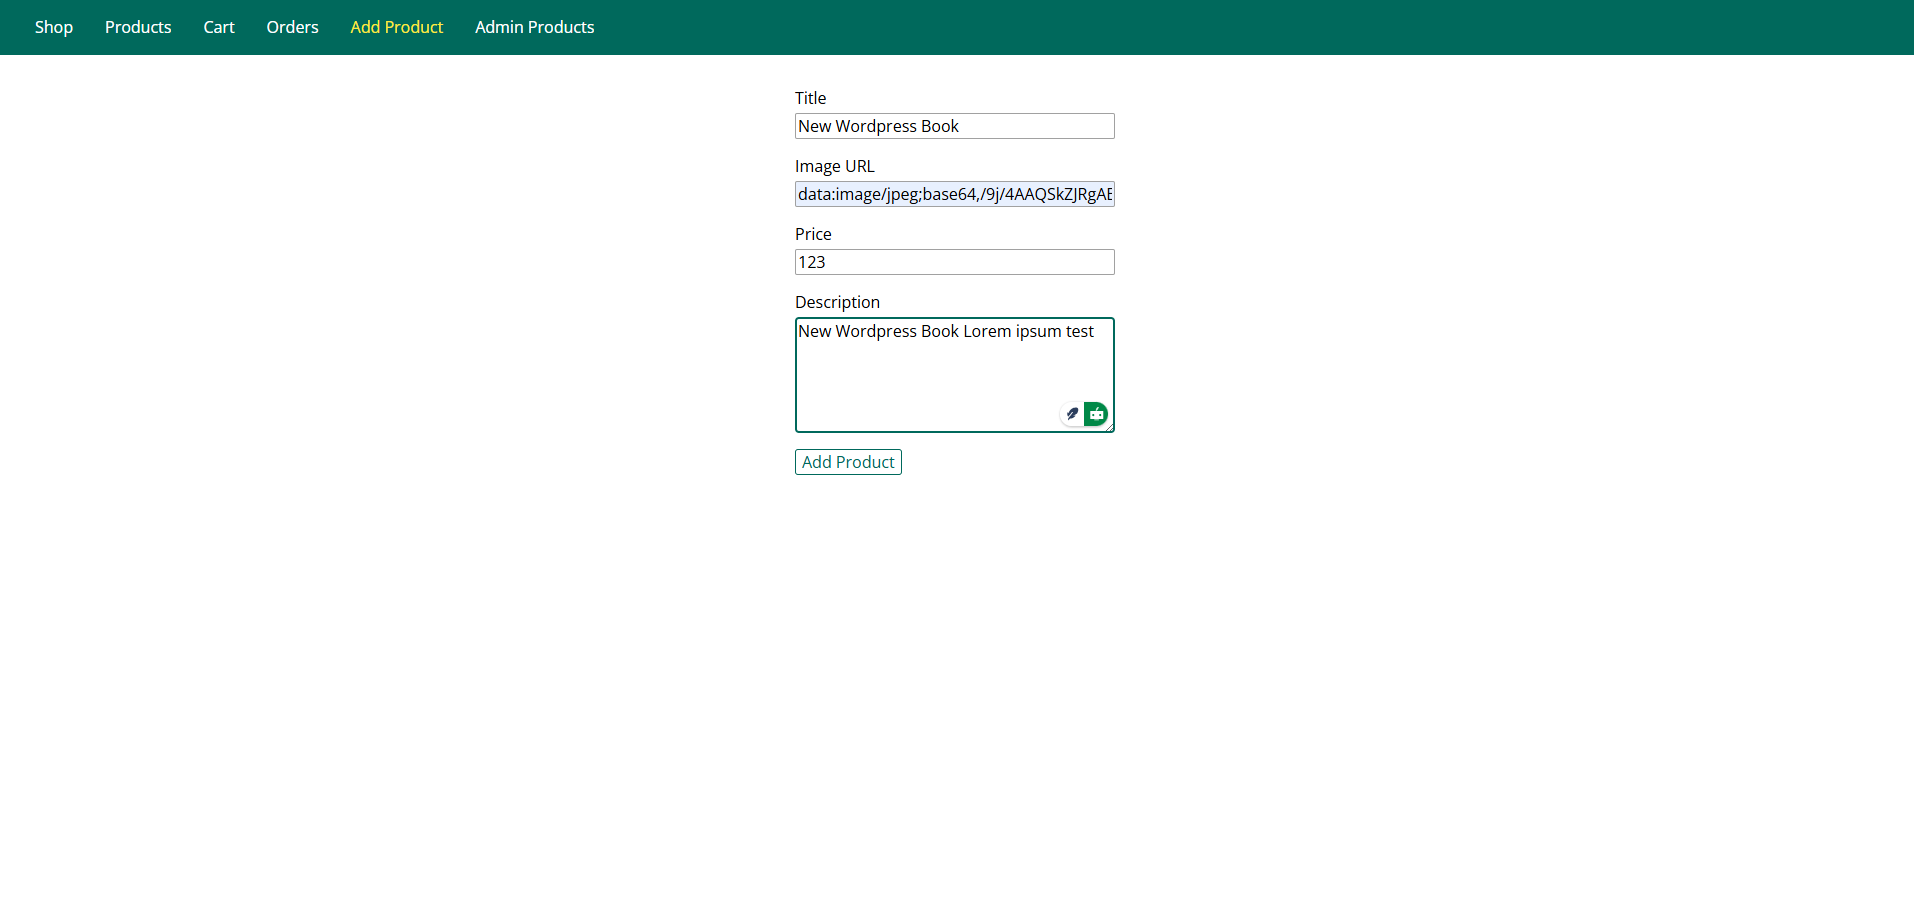 Shop Products Cart Orders Add Product Admin Products
Title
New Wordpress Book
Image URL
data:image/jpeg;base64,/9j/4AAQSkZJRgAE
Price
123
Description
New Wordpress Book Lorem ipsum test
Add Product